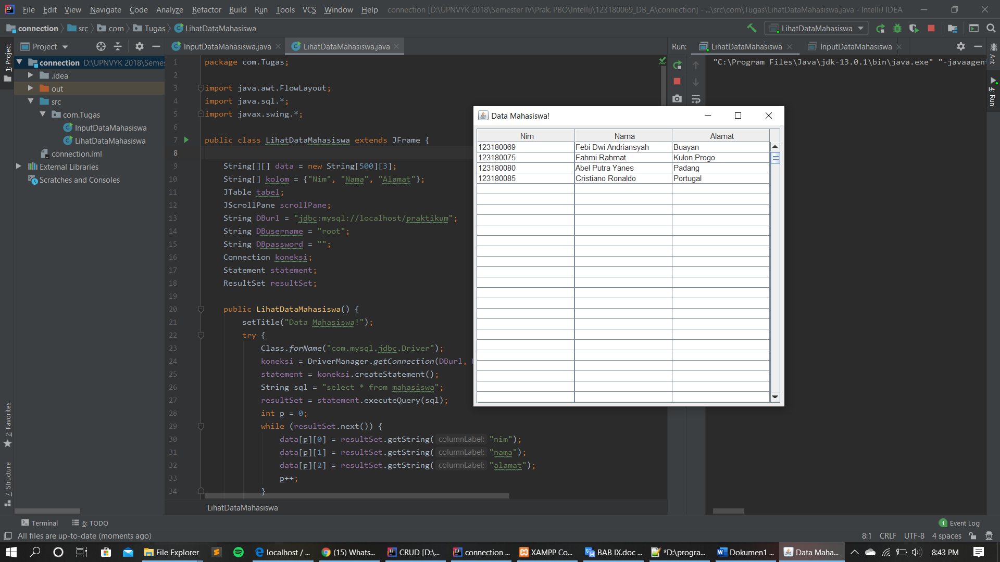 File Edit View Navigate Code Analyze Refactor Build Run Tools VCS Window Help connection [D:\UPNVYK 2018\Semester IV\Prak. PBO\Intellij\123180069_DB_A\connection] - ...\src\com\Tugas\LihatDataMahasiswa.java - IntelliJ IDEA
connection src com Tugas LihatDataMahasiswa
LihatDataMahasiswa
Project
InputDataMahasiswa.java LihatDataMahasiswa.java
Run: LihatDataMahasiswa InputDataMahasiswa
1: Project
2: Favorites
7: Structure
Ant
4: Run
connection D:\UPNVYK 2018\Semes
.idea
out
src
com.Tugas
InputDataMahasiswa
LihatDataMahasiswa
connection.iml
External Libraries
Scratches and Consoles
1 package com.Tugas;
2
3 import java.awt.FlowLayout;
4 import java.sql.*;
5 import javax.swing.*;
6
7 public class LihatDataMahasiswa extends JFrame {
8
9 String[][] data = new String[500][3];
10 String[] kolom = {"Nim", "Nama", "Alamat"};
11 JTable tabel;
12 JScrollPane scrollPane;
13 String DBurl = "jdbc:mysql://localhost/praktikum";
14 String DBusername = "root";
15 String DBpassword = "";
16 Connection koneksi;
17 Statement statement;
18 ResultSet resultSet;
19
20 public LihatDataMahasiswa() {
21 setTitle("Data Mahasiswa!");
22 try {
23 Class.forName("com.mysql.jdbc.Driver");
24 koneksi = DriverManager.getConnection(DBurl,
25 statement = koneksi.createStatement();
26 String sql = "select * from mahasiswa";
27 resultSet = statement.executeQuery(sql);
28 int p = 0;
29 while (resultSet.next()) {
30 data[p][0] = resultSet.getString( columnLabel: "nim");
31 data[p][1] = resultSet.getString( columnLabel: "nama");
32 data[p][2] = resultSet.getString( columnLabel: "alamat");
33 p++;
34 }
LihatDataMahasiswa
"C:\Program Files\Java\jdk-13.0.1\bin\java.exe" "-javaagent
Data Mahasiswa!
Nim Nama Alamat
123180069 Febi Dwi Andriansyah Buayan
123180075 Fahmi Rahmat Kulon Progo
123180080 Abel Putra Yanes Padang
123180085 Cristiano Ronaldo Portugal
Terminal 6: TODO 1 Event Log
All files are up-to-date (moments ago) 8:1 CRLF UTF-8 4 spaces
File Explorer localhost / ... (15) Whats... CRUD [D:\... connection ... XAMPP Co... BAB IX.doc ... *D:\progra... Dokumen1 ... Data Maha... 8:43 PM